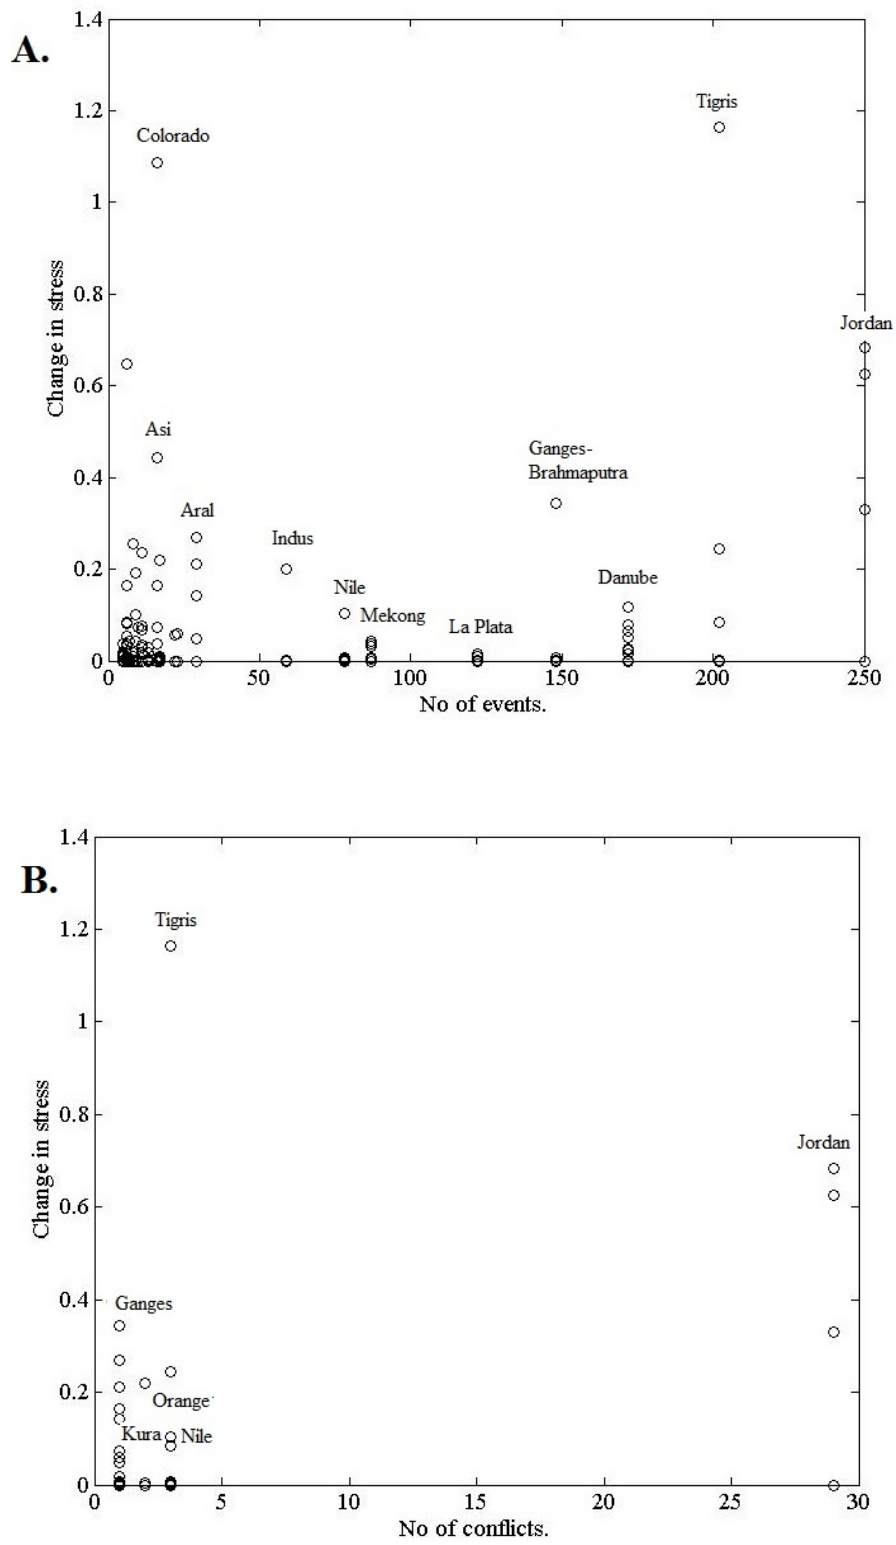 A.
1.4
1.2
1
0.8
0.6
0.4
0.2
0
Change in stress
Colorado
Tigris
Jordan
Asi
Ganges-
Brahmaputra
Aral
Indus
Danube
Nile
Mekong
La Plata
0 50 100 150 200 250
No of events.
B.
1.4
1.2
1
0.8
0.6
0.4
0.2
0
Change in stress
Tigris
Jordan
Ganges
Orange
Kura
Nile
0 5 10 15 20 25 30
No of conflicts.